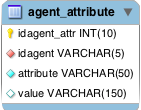 agent_attribute
idagent_attr INT(10)
idagent VARCHAR(5)
attribute VARCHAR(50)
value VARCHAR(150)